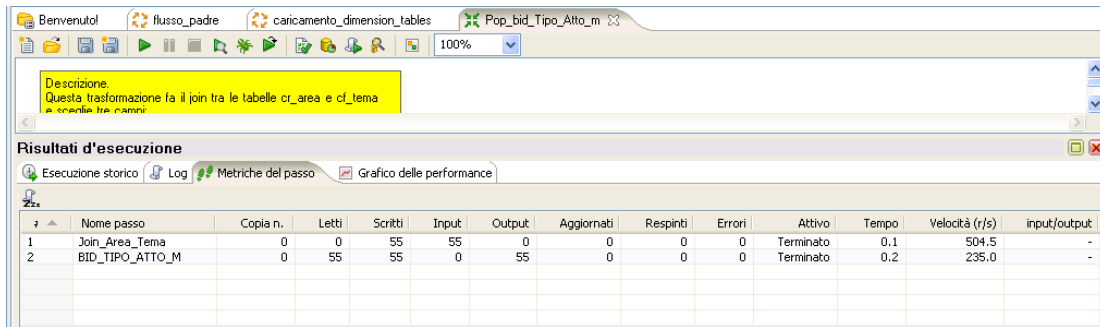 Benvenuto! flusso_padre caricamento_dimension_tables Pop_bid_Tipo_Atto_m
100%
Descrizione.
Questa trasformazione fa il join tra le tabelle cr_area e cf_tema
e sceglie tre campi:
Risultati d'esecuzione
Esecuzione storico Log Metriche del passo Grafico delle performance
Nome passo Copia n. Letti Scritti Input Output Aggiornati Respinti Errori Attivo Tempo Velocità (r/s) input/output
1 Join_Area_Tema 0 0 55 55 0 0 0 0 Terminato 0.1 504.5 -
2 BID_TIPO_ATTO_M 0 55 55 0 55 0 0 0 Terminato 0.2 235.0 -